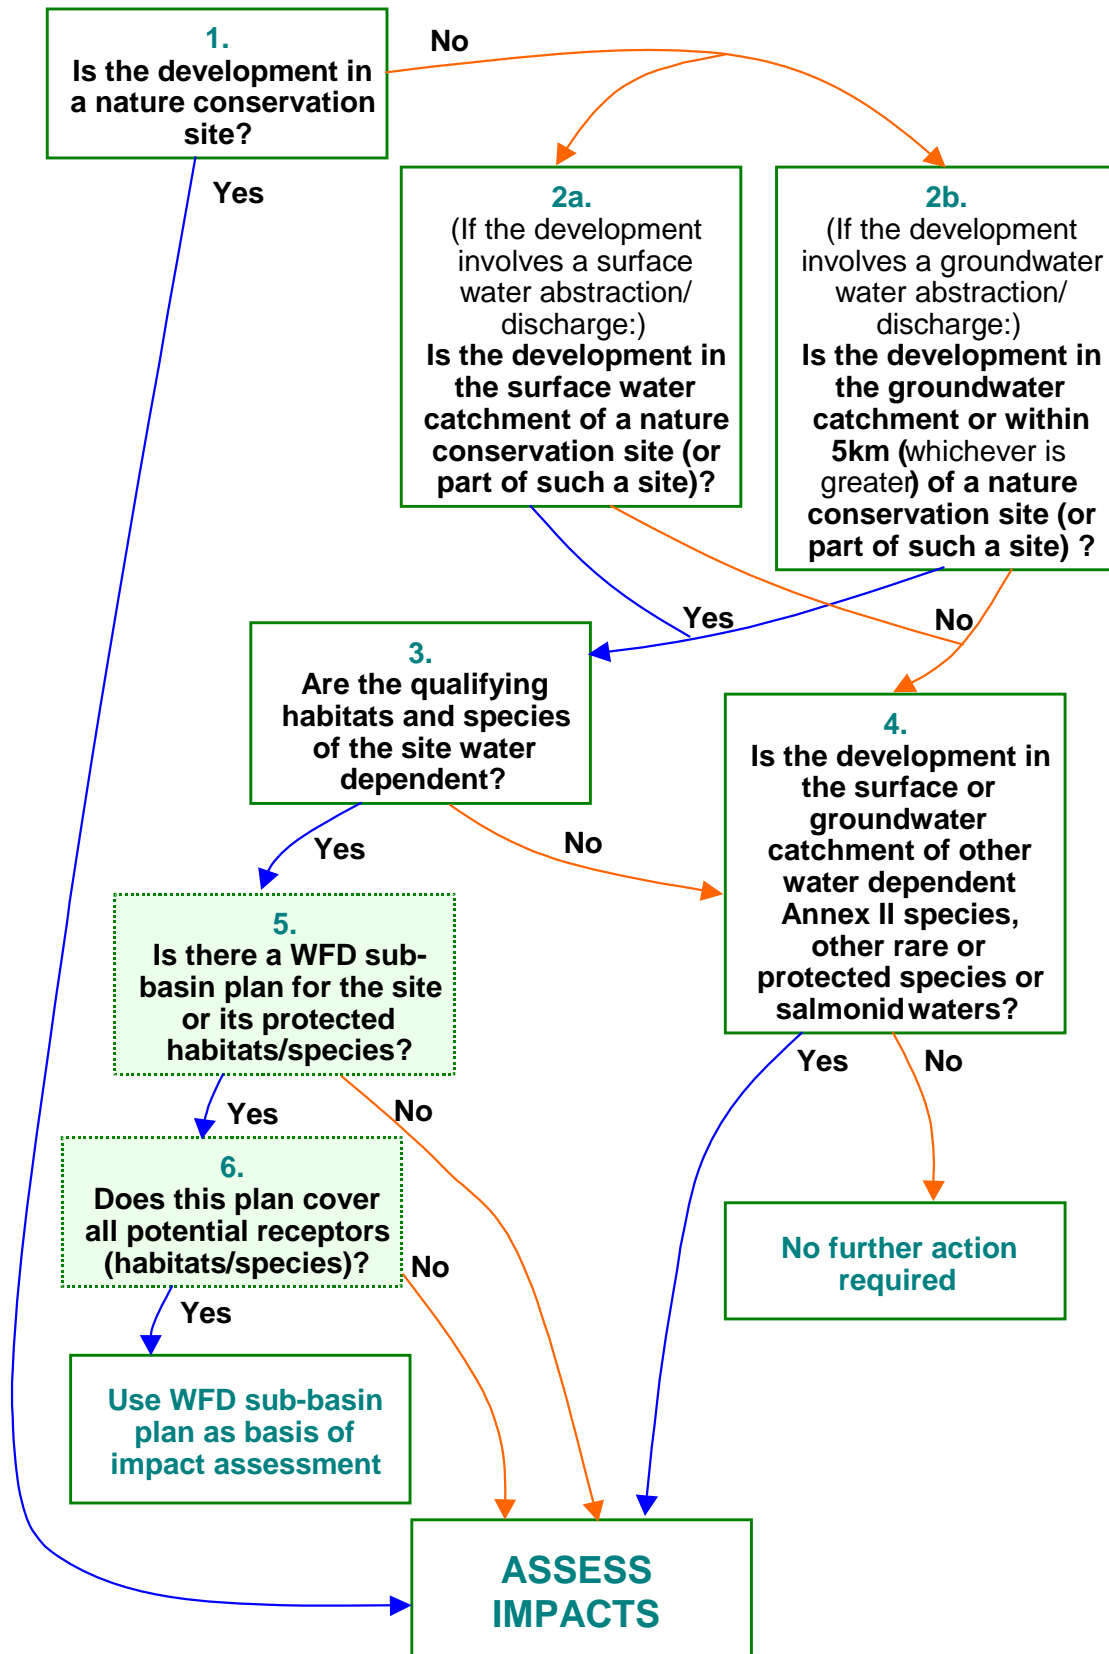 1.
Is the development in
a nature conservation
site?
No
Yes
2a.
(If the development
involves a surface
water abstraction/
discharge:)
Is the development in
the surface water
catchment of a nature
conservation site (or
part of such a site)?
2b.
(If the development
involves a groundwater
water abstraction/
discharge:)
Is the development in
the groundwater
catchment or within
5km (whichever is
greater) of a nature
conservation site (or
part of such a site) ?
Yes
No
3.
Are the qualifying
habitats and species
of the site water
dependent?
Yes
No
4.
Is the development in
the surface or
groundwater
catchment of other
water dependent
Annex II species,
other rare or
protected species or
salmonid waters?
Yes
No
5.
Is there a WFD sub-
basin plan for the site
or its protected
habitats/species?
Yes
No
6.
Does this plan cover
all potential receptors
(habitats/species)?
No
Yes
No further action
required
Use WFD sub-basin
plan as basis of
impact assessment
ASSESS
IMPACTS